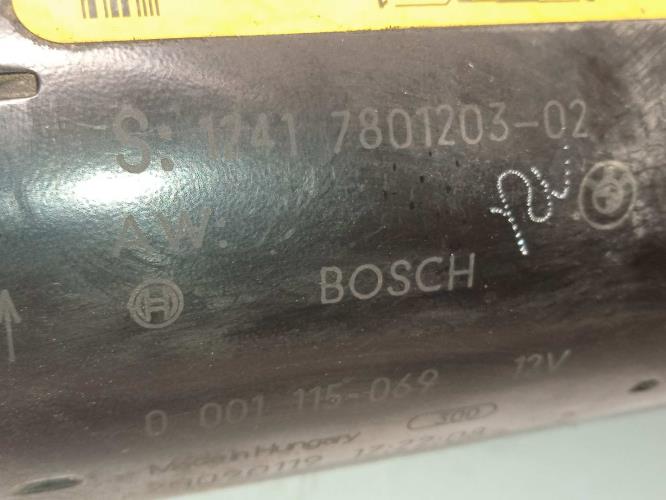 S: 1241 7801203-02
AW:
BOSCH
0 001 115-069 12V
Made in Hungary 300